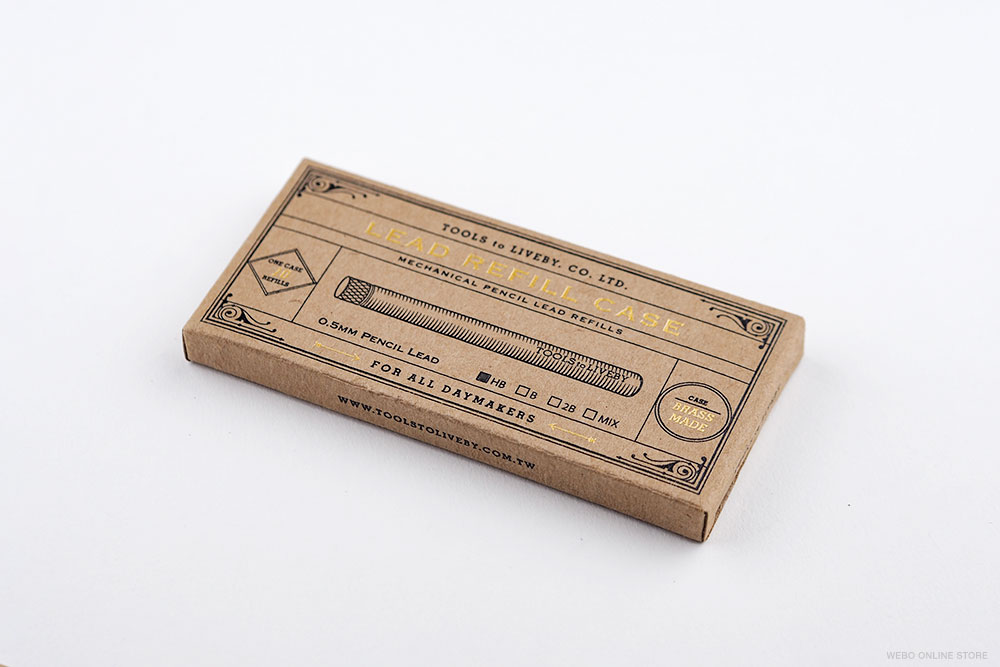 TOOLS to LIVEBY. CO. LTD.
LEAD REFILL CASE
MECHANICAL PENCIL LEAD REFILLS
ONE CASE
REFILLS
TOOLS to LIVEBY
0.5MM PENCIL LEAD
HB B 2B MIX
CASE
BRASS
MADE
FOR ALL DAYMAKERS
WWW.TOOLSTOLIVEBY.COM.TW
WEBO ONLINE STORE